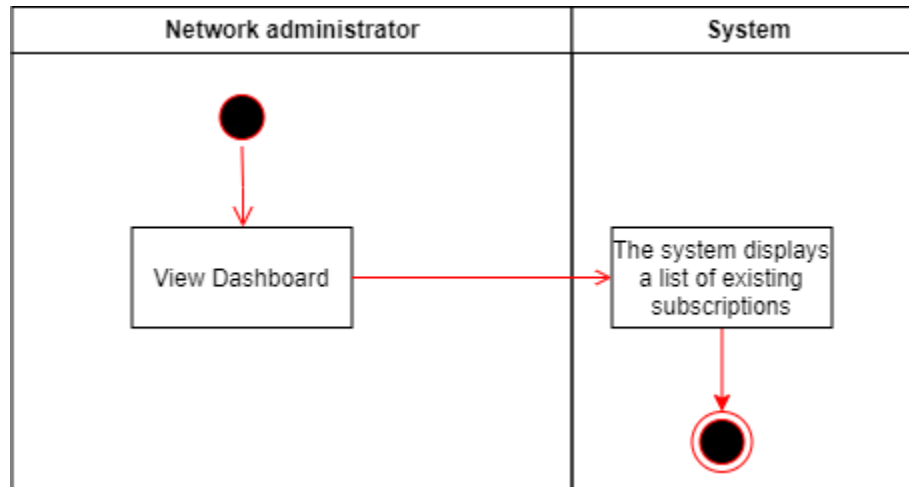 Network administrator
System
View Dashboard
The system displays
a list of existing
subscriptions